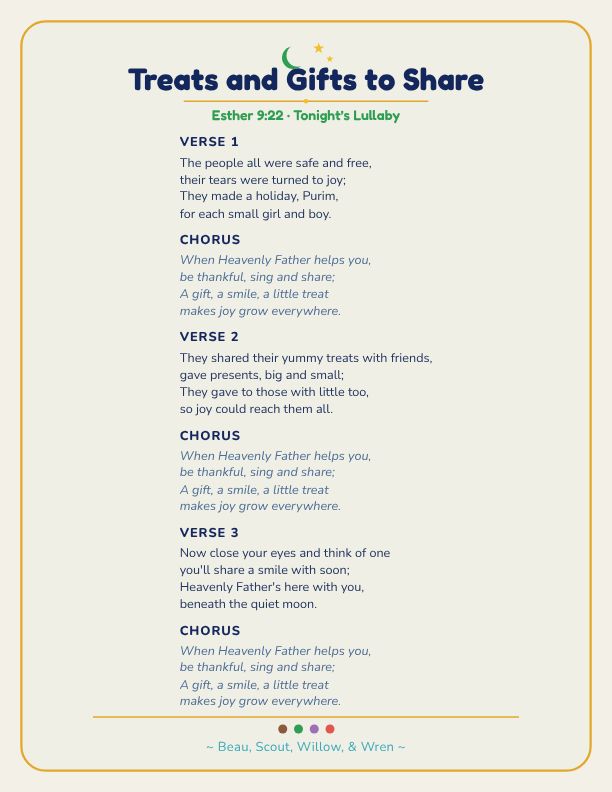 Treats and Gifts to Share
Esther 9:22 · Tonight's Lullaby
VERSE 1
The people all were safe and free,
their tears were turned to joy;
They made a holiday, Purim,
for each small girl and boy.
CHORUS
When Heavenly Father helps you,
be thankful, sing and share;
A gift, a smile, a little treat
makes joy grow everywhere.
VERSE 2
They shared their yummy treats with friends,
gave presents, big and small;
They gave to those with little too,
so joy could reach them all.
CHORUS
When Heavenly Father helps you,
be thankful, sing and share;
A gift, a smile, a little treat
makes joy grow everywhere.
VERSE 3
Now close your eyes and think of one
you'll share a smile with soon;
Heavenly Father's here with you,
beneath the quiet moon.
CHORUS
When Heavenly Father helps you,
be thankful, sing and share;
A gift, a smile, a little treat
makes joy grow everywhere.
~ Beau, Scout, Willow, & Wren ~